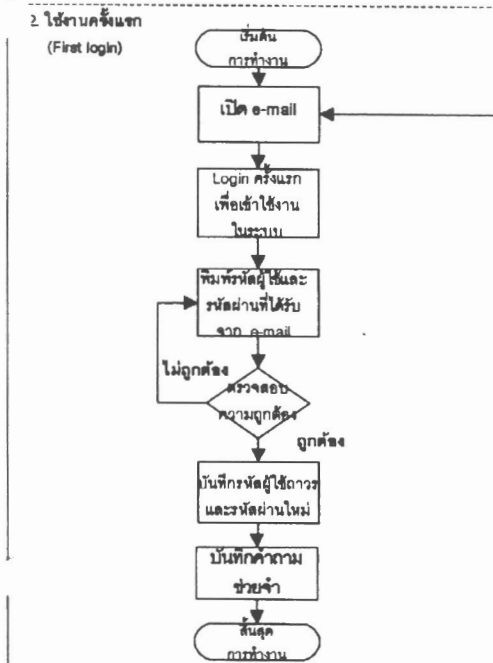 2. ใช้งานครั้งแรก
(First login)
เริ่มต้น
การทำงาน
เปิด e-mail
Login ครั้งแรก
เพื่อเข้าใช้งาน
ในระบบ
พิมพ์รหัสผู้ใช้และ
รหัสผ่านที่ได้รับ
จาก e-mail
ไม่ถูกต้อง
ตรวจสอบ
ความถูกต้อง
ถูกต้อง
บันทึกรหัสผู้ใช้ถาวร
และรหัสผ่านใหม่
บันทึกคำถาม
ช่วยจำ
สิ้นสุด
การทำงาน